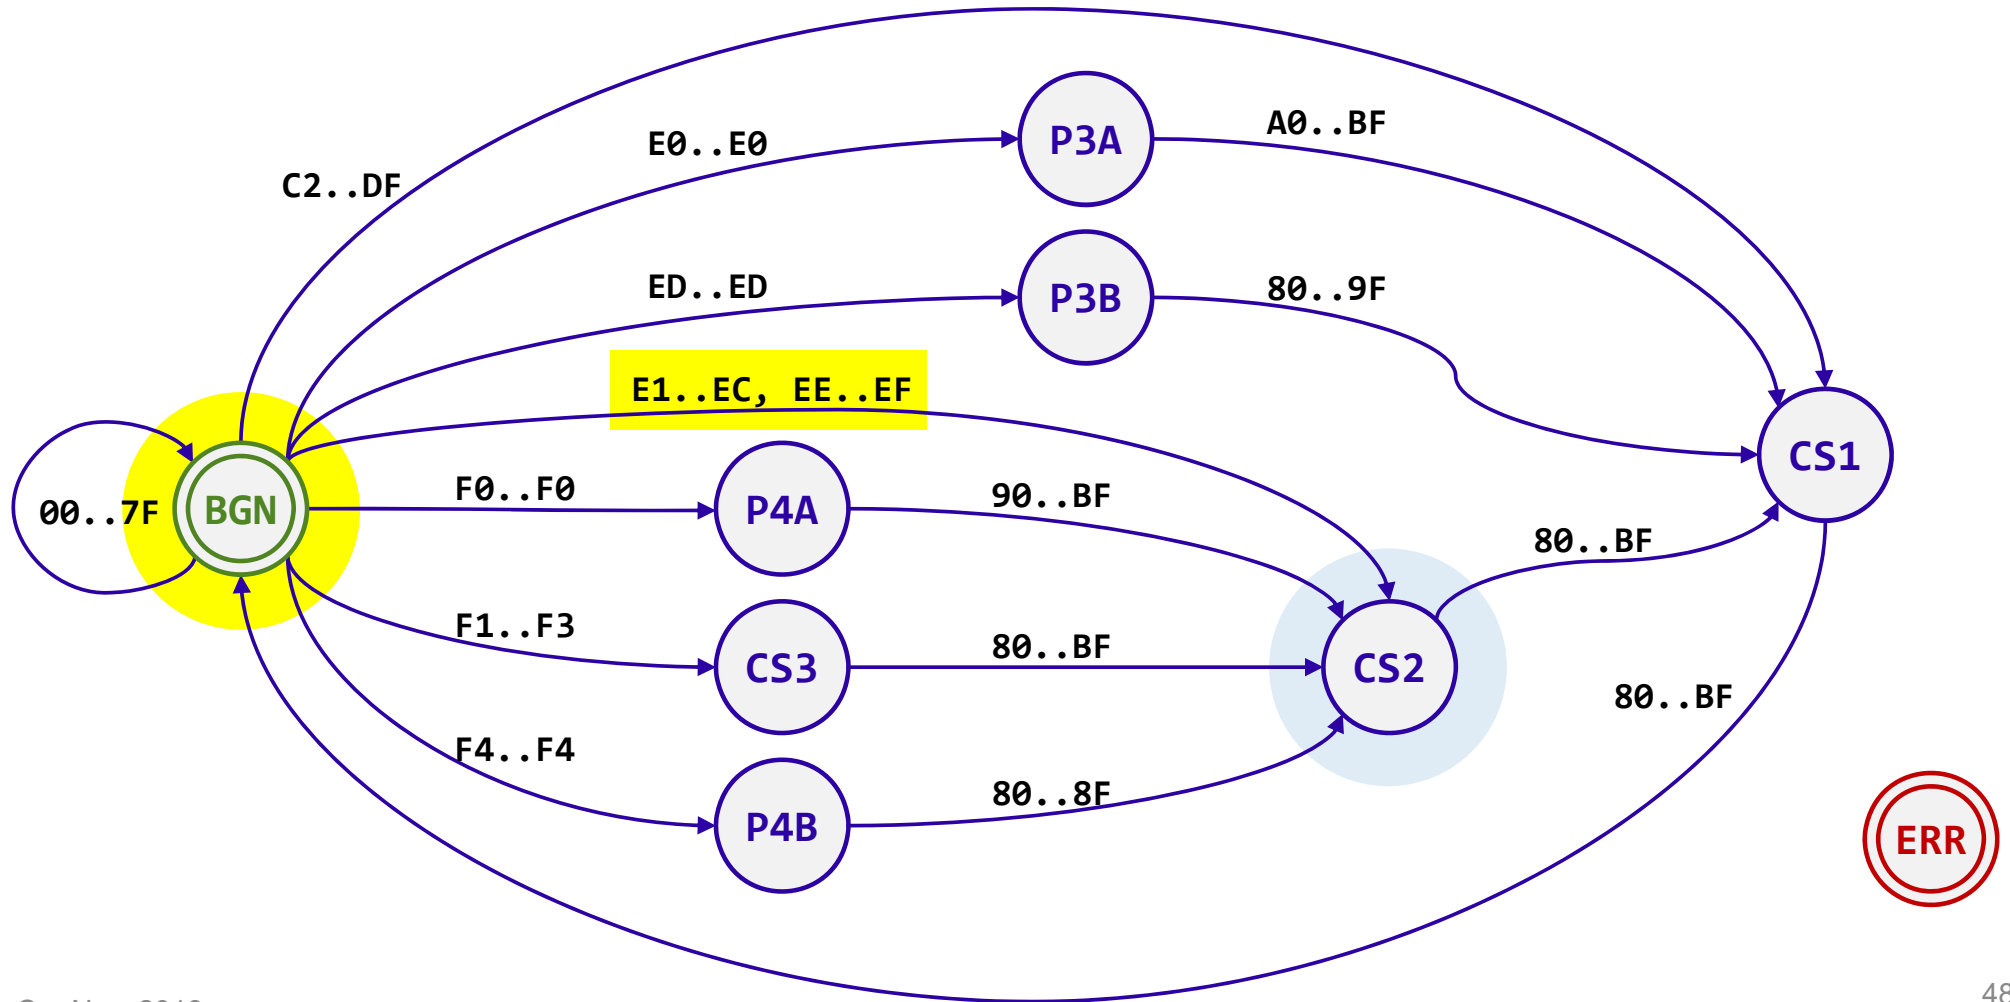 C2..DF
E0..E0
P3A
A0..BF
ED..ED
P3B
80..9F
E1..EC, EE..EF
00..7F
BGN
F0..F0
P4A
90..BF
CS1
F1..F3
CS3
80..BF
CS2
80..BF
80..BF
F4..F4
P4B
80..8F
ERR
48